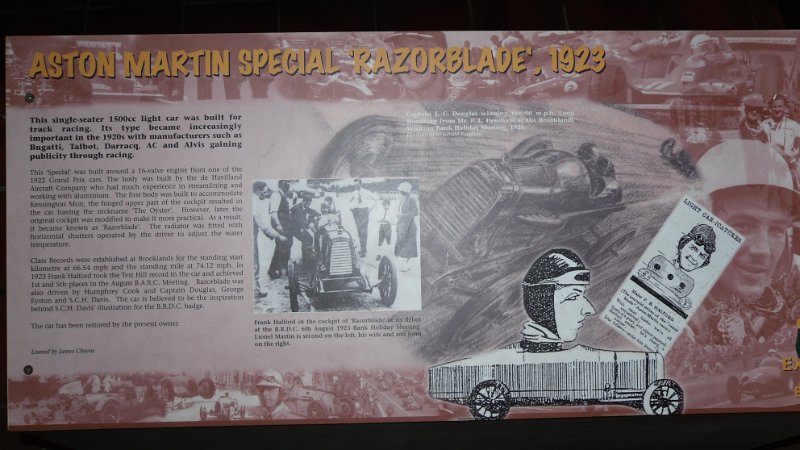 ASTON MARTIN SPECIAL 'RAZORBLADE', 1923
This single-seater 1500cc light car was built for
track racing. Its type became increasingly
important in the 1920s with manufacturers such as
Bugatti, Talbot, Darracq, AC and Alvis gaining
publicity through racing.
This 'Special' was built around a 16-valve engine from one of the
1922 Grand Prix cars. The body was built by the de Havilland
Aircraft Company who had much experience in streamlining and
working with aluminium. The first body was built to accommodate
Kensington Moir, the hinged upper part of the cockpit resulted in
the car having the nickname 'The Oyster'. However, later the
original cockpit was modified to make it more practical. As a result,
it became known as 'Razorblade'. The radiator was fitted with
horizontal shutters operated by the driver to adjust the water
temperature.
Class Records were established at Brooklands for the standing start
kilometre at 66.54 mph and the standing mile at 74.12 mph. In
1923 Frank Halford took the Test Hill record in the car and achieved
1st and 5th places in the August B.A.R.C. Meeting. Razorblade was
also driven by Humphrey Cook and Captain Douglas, George
Eyston and S.C.H. Davis. The car is believed to be the inspiration
behind S.C.H. Davis' illustration for the B.R.D.C. badge.
The car has been restored by the present owner.
Loaned by James Cheyne
Captain J. C. Douglas winning the 90 m.p.h. Long
Handicap from Mr. P. L.
Whitsun Bank Holiday Meeting,
Frank Halford in the cockpit of 'Razorblade' at its debut
at the B.R.D.C. 6th August 1923 Bank Holiday Meeting.
Lionel Martin is second on the left, his wife and son John
on the right.
LIGHT CAR-ICATURES
Major F. B. HALFORD
EX